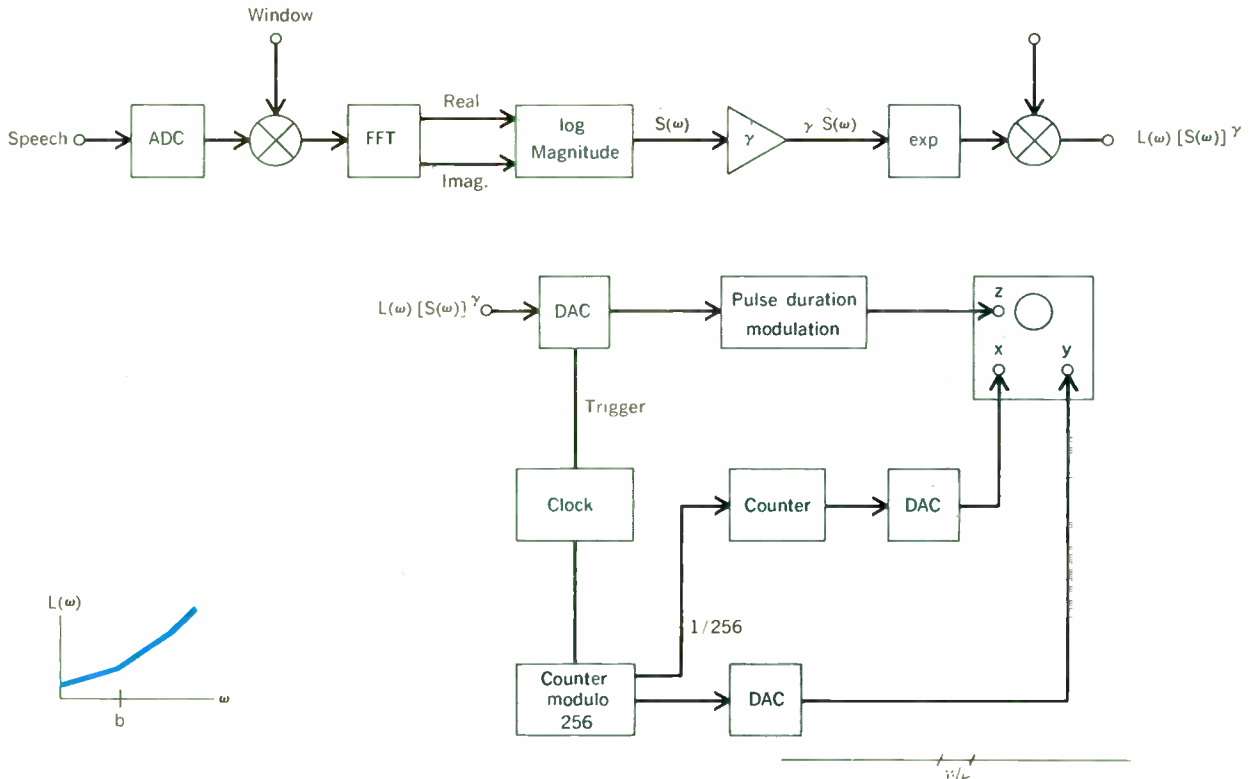 Window
Speech
ADC
FFT
Real
Imag.
log
Magnitude
S(ω)
γ
γ S(ω)
exp
L(ω) [S(ω)] γ
L(ω) [S(ω)] γ
DAC
Pulse duration
modulation
z
x
y
Trigger
Clock
Counter
DAC
1/256
Counter
modulo
256
DAC
L(ω)
ω
b